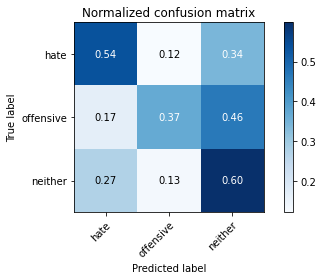 Normalized confusion matrix
True label
hate 0.54 0.12 0.34
offensive 0.17 0.37 0.46
neither 0.27 0.13 0.60
hate offensive neither
Predicted label
0.5
0.4
0.3
0.2